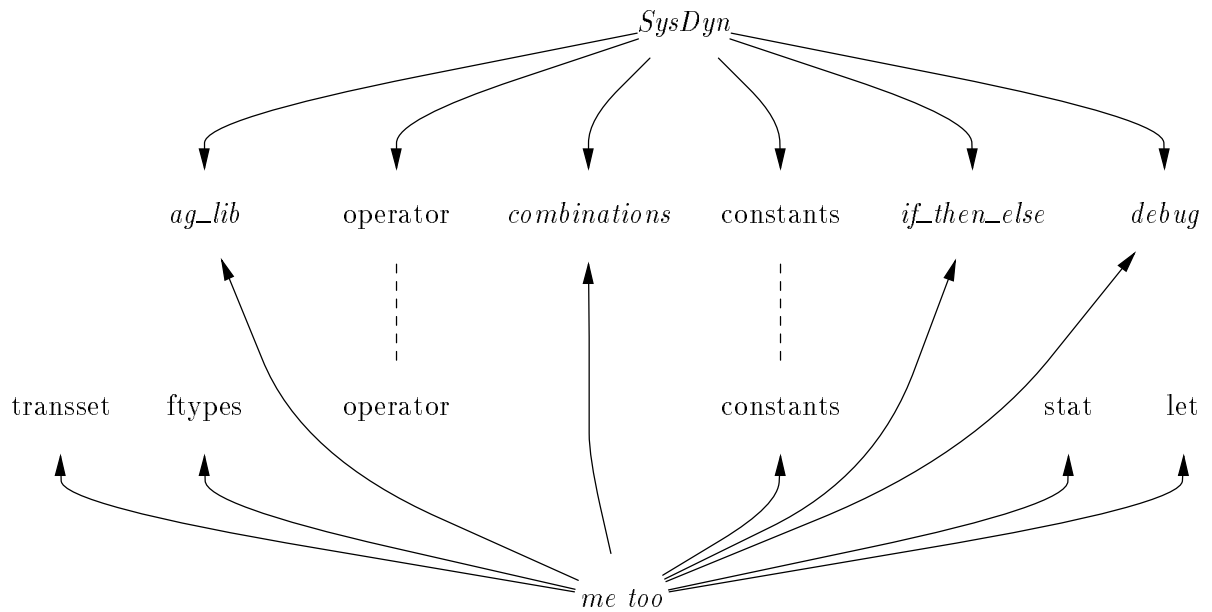 SysDyn
ag_lib operator combinations constants if_then_else debug
transset ftypes operator constants stat let
me too